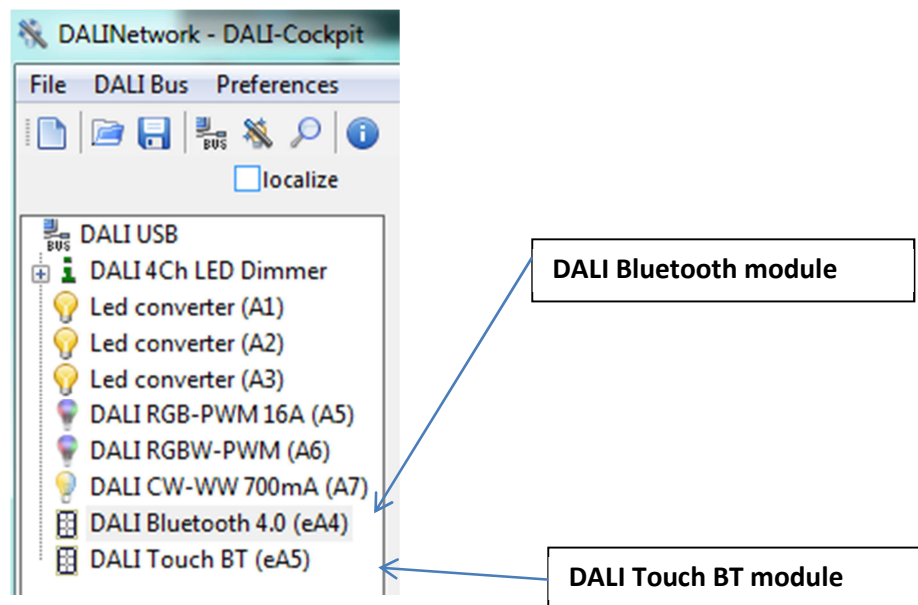 DALINetwork - DALI-Cockpit
File DALI Bus Preferences
BUS
localize
BUS DALI USB
DALI 4Ch LED Dimmer
Led converter (A1)
Led converter (A2)
Led converter (A3)
DALI RGB-PWM 16A (A5)
DALI RGBW-PWM (A6)
DALI CW-WW 700mA (A7)
DALI Bluetooth 4.0 (eA4)
DALI Touch BT (eA5)
DALI Bluetooth module
DALI Touch BT module